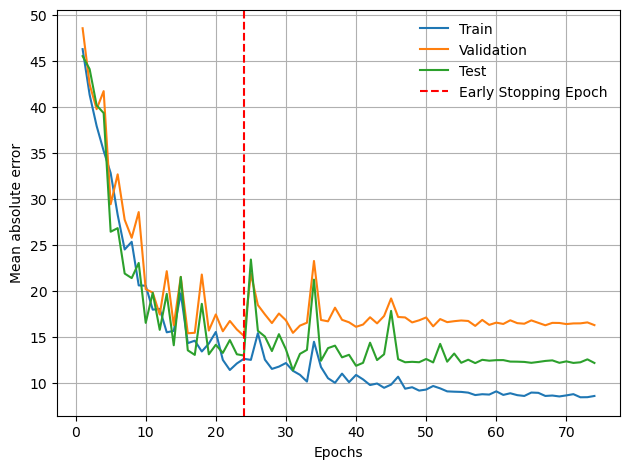 50
45
40
35
30
25
20
15
10
Mean absolute error
Train
Validation
Test
Early Stopping Epoch
0 10 20 30 40 50 60 70
Epochs